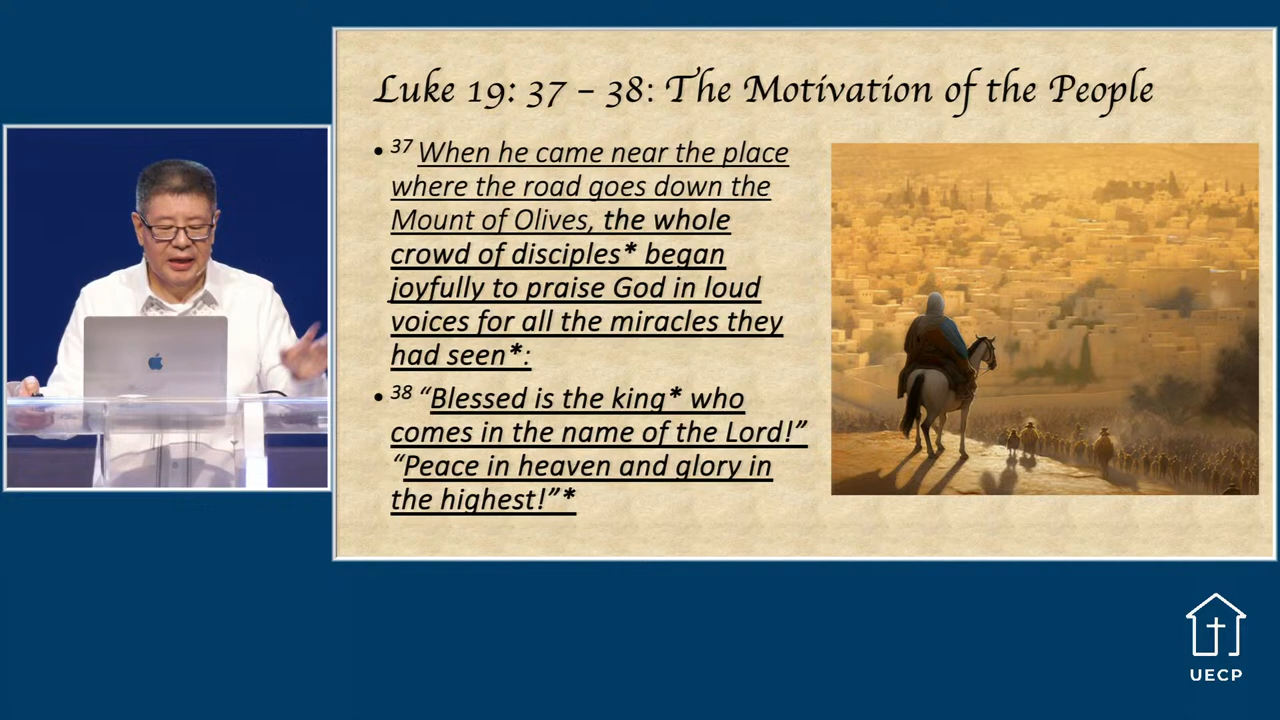 Luke 19: 37 – 38: The Motivation of the People
• 37 When he came near the place
where the road goes down the
Mount of Olives, the whole
crowd of disciples* began
joyfully to praise God in loud
voices for all the miracles they
had seen*:
• 38 “Blessed is the king* who
comes in the name of the Lord!”
“Peace in heaven and glory in
the highest!”*
UECP